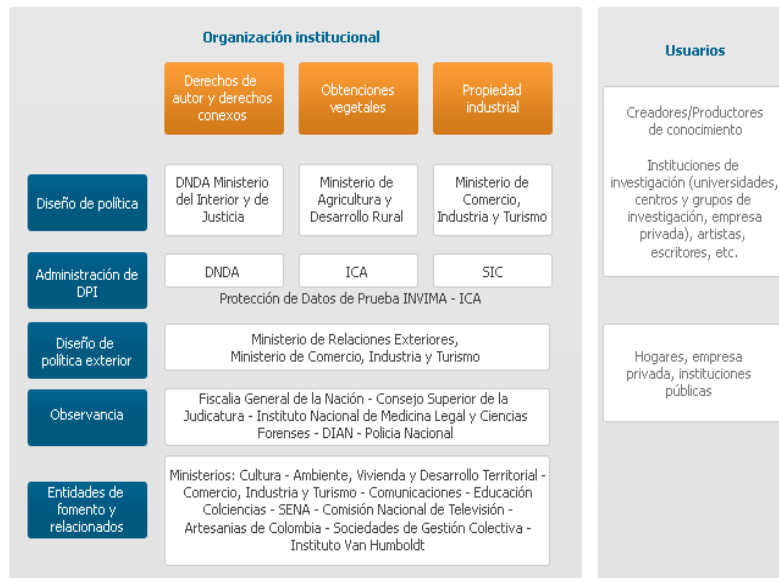 Organización institucional
Derechos de
autor y derechos
conexos
Obtenciones
vegetales
Propiedad
industrial
Diseño de política
DNDA Ministerio
del Interior y de
Justicia
Ministerio de
Agricultura y
Desarrollo Rural
Ministerio de
Comercio,
Industria y Turismo
Administración de
DPI
DNDA
ICA
SIC
Protección de Datos de Prueba INVIMA - ICA
Diseño de
política exterior
Ministerio de Relaciones Exteriores,
Ministerio de Comercio, Industria y Turismo
Observancia
Fiscalia General de la Nación - Consejo Superior de la
Judicatura - Instituto Nacional de Medicina Legal y Ciencias
Forenses - DIAN - Policia Nacional
Entidades de
fomento y
relacionados
Ministerios: Cultura - Ambiente, Vivienda y Desarrollo Territorial -
Comercio, Industria y Turismo - Comunicaciones - Educación
Colciencias - SENA - Comisión Nacional de Televisión -
Artesanias de Colombia - Sociedades de Gestión Colectiva -
Instituto Van Humboldt
Usuarios
Creadores/Productores
de conocimiento
Instituciones de
investigación (universidades,
centros y grupos de
investigación, empresa
privada), artistas,
escritores, etc.
Hogares, empresa
privada, instituciones
públicas